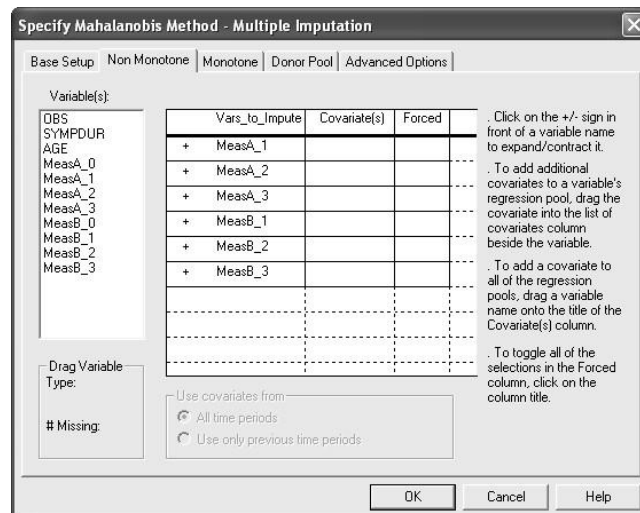 Specify Mahalanobis Method - Multiple Imputation
Base Setup
Non Monotone
Monotone
Donor Pool
Advanced Options
Variable(s):
OBS
SYMPDUR
AGE
MeasA_0
MeasA_1
MeasA_2
MeasA_3
MeasB_0
MeasB_1
MeasB_2
MeasB_3
Vars_to_Impute Covariate(s) Forced
+ MeasA_1
+ MeasA_2
+ MeasA_3
+ MeasB_1
+ MeasB_2
+ MeasB_3
. Click on the +/- sign in
front of a variable name
to expand/contract it.
. To add additional
covariates to a variable's
regression pool, drag the
covariate into the list of
covariates column
beside the variable.
. To add a covariate to
all of the regression
pools, drag a variable
name onto the title of the
Covariate(s) column.
. To toggle all of the
selections in the Forced
column, click on the
column title.
Drag Variable
Type:
# Missing:
Use covariates from
All time periods
Use only previous time periods
OK
Cancel
Help